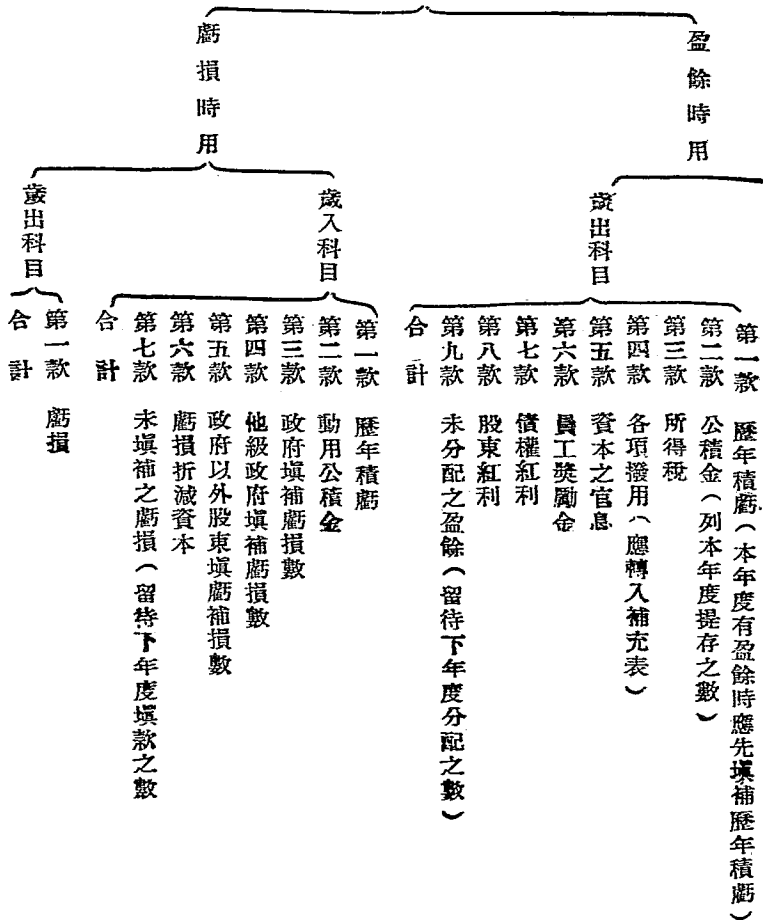 盈餘時用
歲出科目
第一款 歷年積虧（本年度有盈餘時應先塡補歷年積虧）
第二款 公積金（列本年度提存之數）
第三款 所得稅
第四款 各項撥用（應轉入補充表）
第五款 資本之官息
第六款 員工獎勵金
第七款 債權紅利
第八款 股東紅利
第九款 未分配之盈餘（留待下年度分配之數）
合計
虧損時用
歲入科目
第一款 歷年積虧
第二款 動用公積金
第三款 政府塡補虧損數
第四款 他級政府塡補虧損數
第五款 政府以外股東塡虧補損數
第六款 虧損折減資本
第七款 未塡補之虧損（留待下年度塡款之數
合計
歲出科目
第一款 虧損
合計